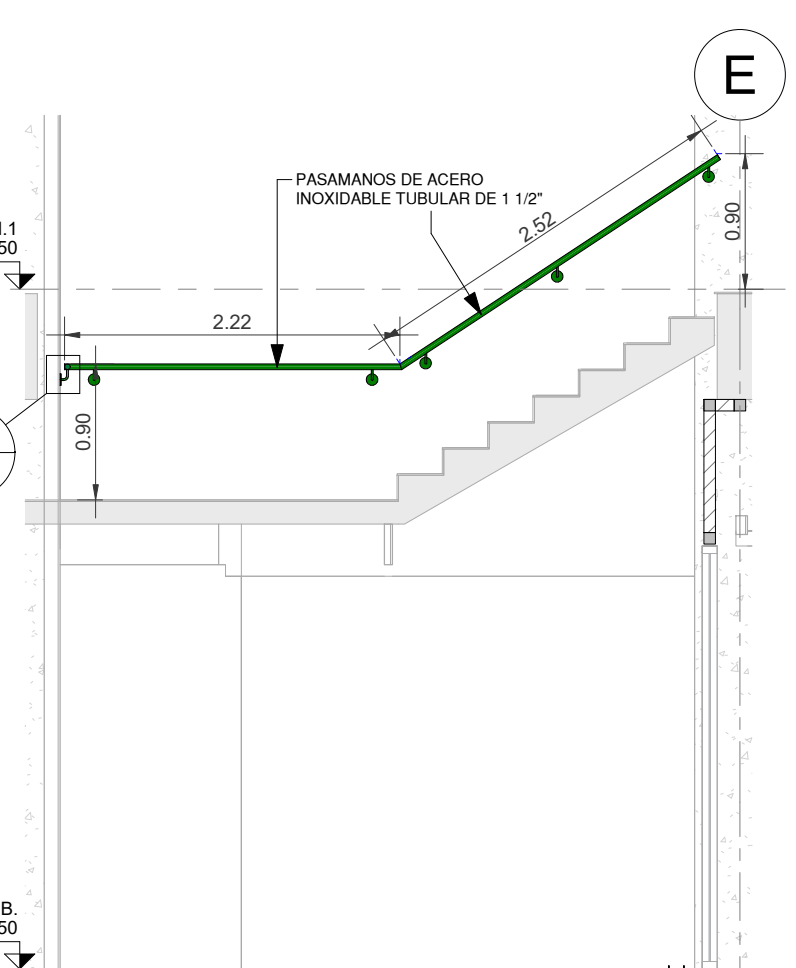 E
PASAMANOS DE ACERO
INOXIDABLE TUBULAR DE 1 1/2"
2.52
0.90
.1
50
2.22
0.90
B.
50